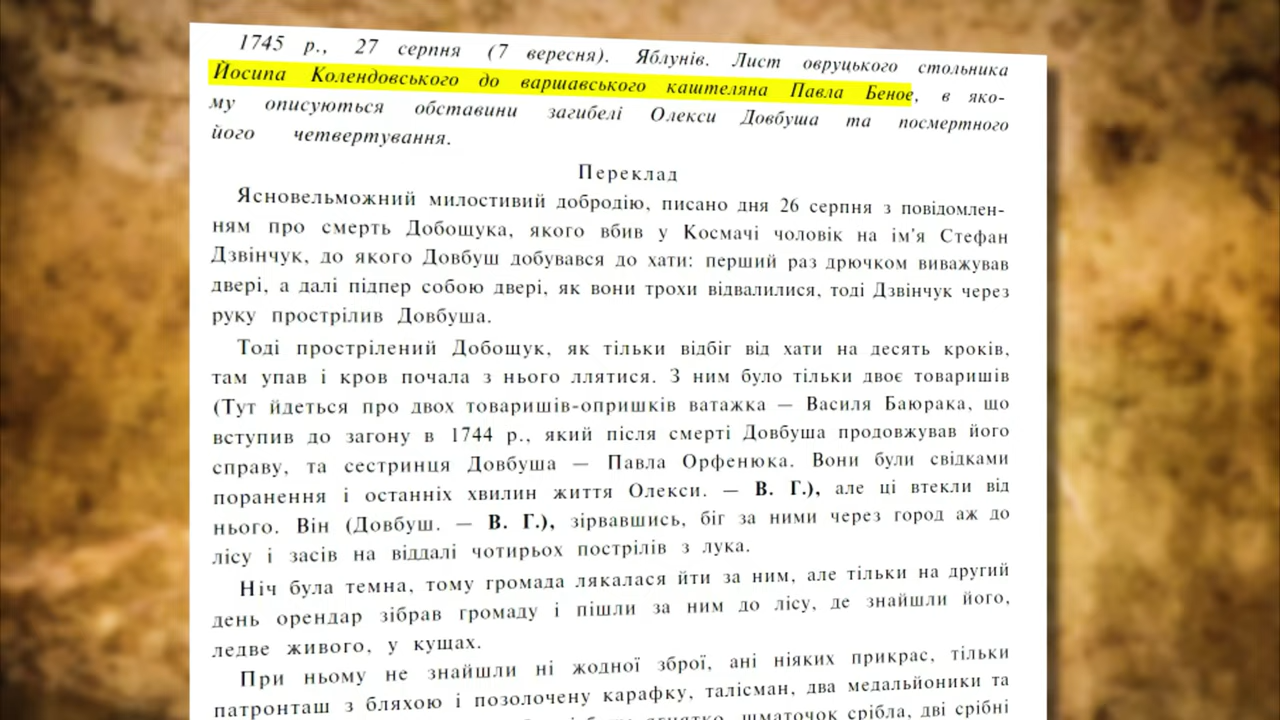 1745 р., 27 серпня (7 вересня). Яблунів. Лист овруцького стольника
Йосипа Колендовського до варшавського каштеляна Павла Беное, в яко-
му описуються обставини загибелі Олекси Довбуша та посмертного
його четвертування.
Переклад
Ясновельможний милостивий добродію, писано дня 26 серпня з повідомлен-
ням про смерть Добощука, якого вбив у Космачі чоловік на ім'я Стефан
Дзвінчук, до якого Довбуш добувався до хати: перший раз дрючком виважував
двері, а далі підпер собою двері, як вони трохи відвалилися, тоді Дзвінчук через
руку прострілив Довбуша.
Тоді прострілений Добощук, як тільки відбіг від хати на десять кроків,
там упав і кров почала з нього ллятися. З ним було тільки двоє товаришів
(Тут йдеться про двох товаришів-опришків ватажка — Василя Баюрака, що
вступив до загону в 1744 р., який після смерті Довбуша продовжував його
справу, та сестринця Довбуша — Павла Орфенюка. Вони були свідками
поранення і останніх хвилин життя Олекси. — В. Г.), але ці втекли від
нього. Він (Довбуш. — В. Г.), зірвавшись, біг за ними через город аж до
лісу і засів на віддалі чотирьох пострілів з лука.
Ніч була темна, тому громада лякалася йти за ним, але тільки на другий
день орендар зібрав громаду і пішли за ним до лісу, де знайшли його,
ледве живого, у кущах.
При ньому не знайшли ні жодної зброї, ані ніяких прикрас, тільки
патронташ з бляхою і позолочену карафку, талісман, два медальйоники та
шматочок срібла, дві срібні